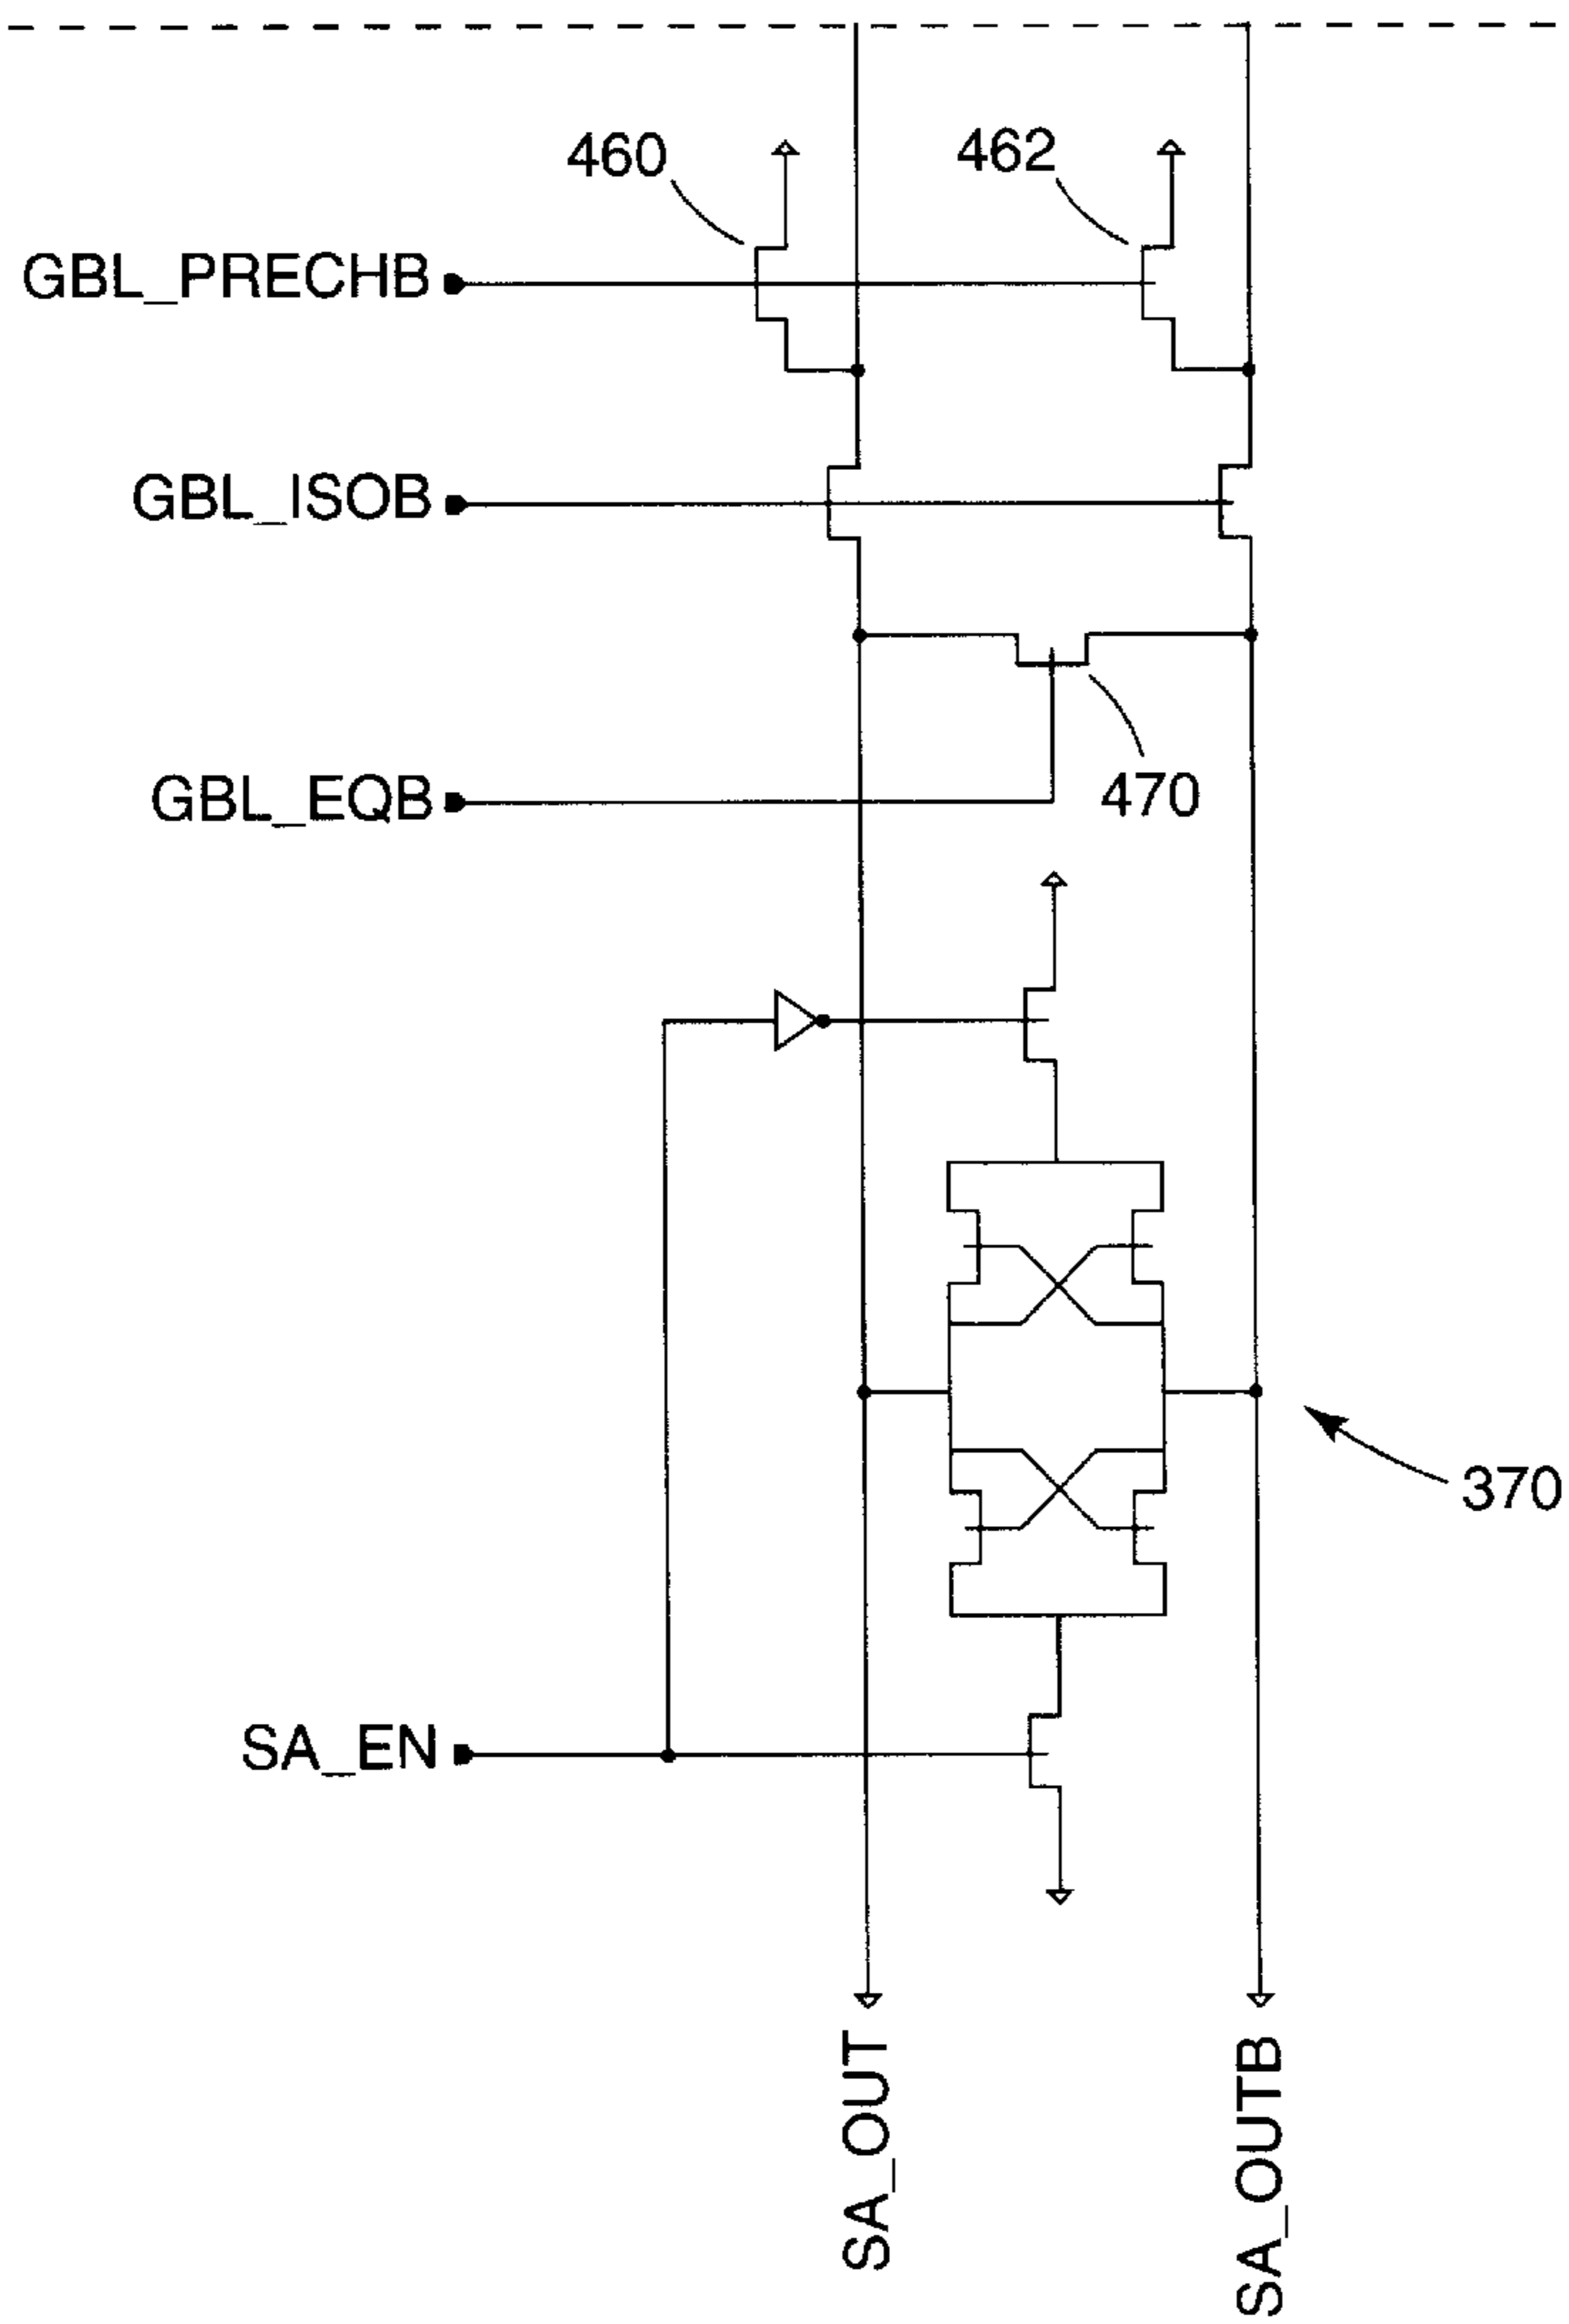 460
462
GBL_PRECHB
GBL_ISOB
GBL_EQB
470
370
SA_EN
SA_OUT
SA_OUTB